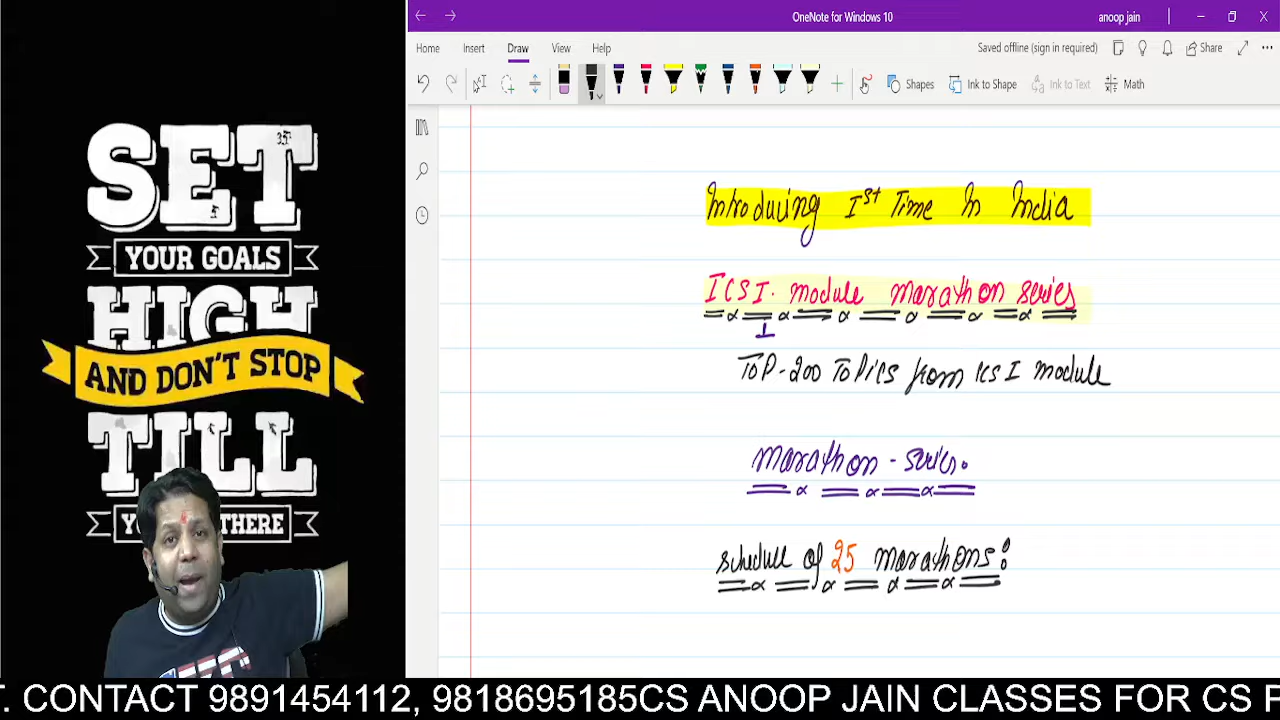 SET
YOUR GOALS
HIGH
AND DON'T STOP
TILL
THERE
OneNote for Windows 10
anoop jain
Home Insert Draw View Help
Saved offline (sign in required)
Share
Shapes
Ink to Shape
Ink to Text
Math
Introducing Ist Time In India
ICSI. module marathon series
TOP-200 TOPICS from ICSI module
marathon - series.
schedule of 25 marathons:
T. CONTACT 9891454112, 9818695185CS ANOOP JAIN CLASSES FOR CS P